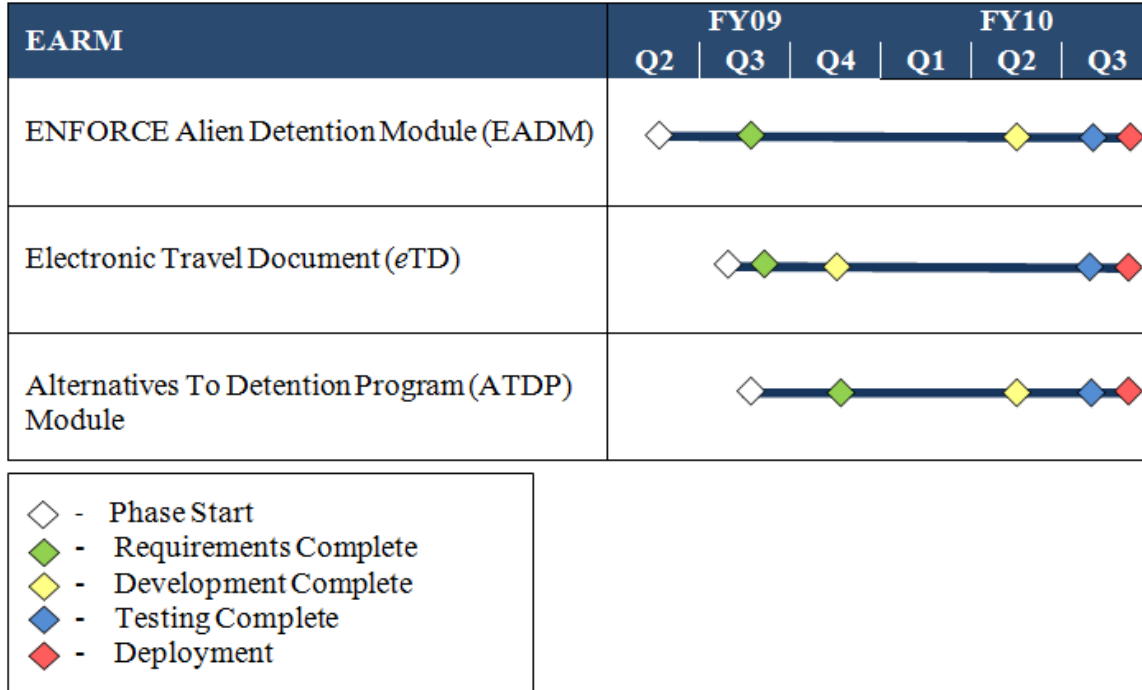 EARM
FY09 FY10
Q2 Q3 Q4 Q1 Q2 Q3
ENFORCE Alien Detention Module (EADM)
Electronic Travel Document (eTD)
Alternatives To Detention Program (ATDP)
Module
- Phase Start
- Requirements Complete
- Development Complete
- Testing Complete
- Deployment